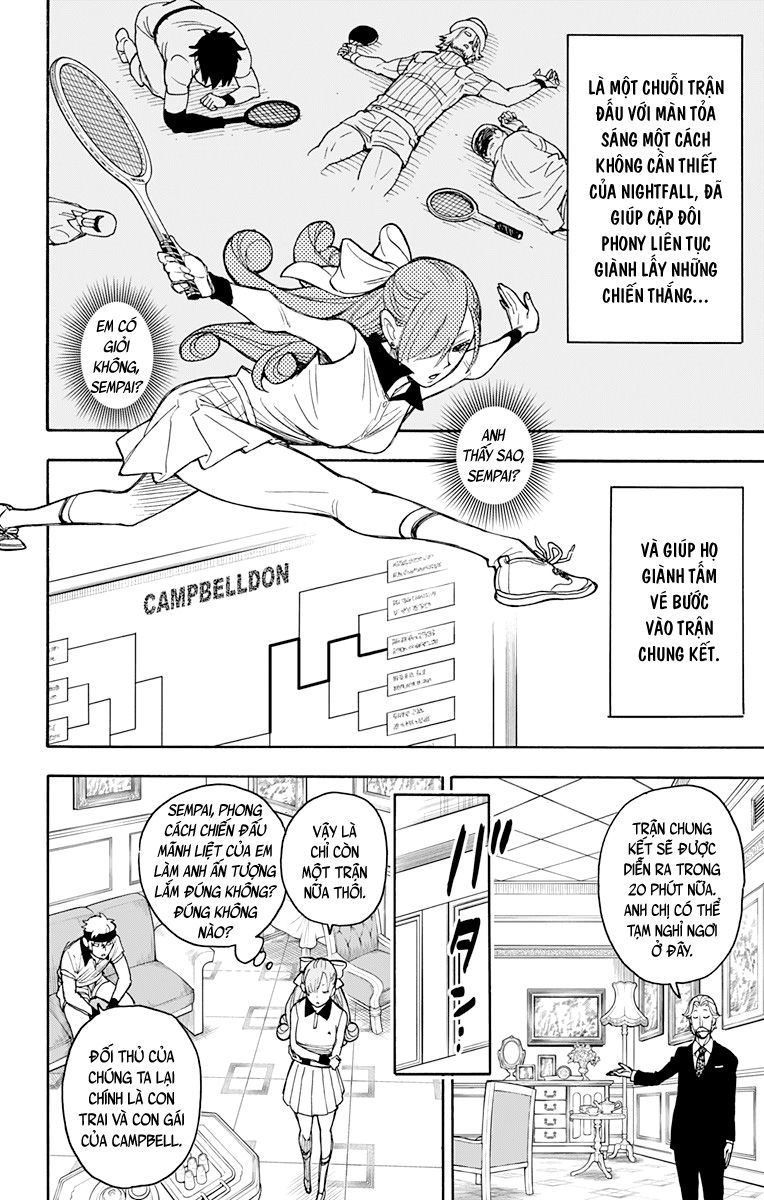 LÀ MỘT CHUỖI TRẬN
ĐẤU VỚI MÀN TỎA
SÁNG MỘT CÁCH
KHÔNG CẦN THIẾT
CỦA NIGHTFALL, ĐÃ
GIÚP CẶP ĐÔI
PHONY LIÊN TỤC
GIÀNH LẤY NHỮNG
CHIẾN THẮNG...
EM CÓ
GIỎI
KHÔNG,
SEMPAI?
ANH
THẤY SAO,
SEMPAI?
VÀ GIÚP HỌ
GIÀNH TẤM
VÉ BƯỚC
VÀO TRẬN
CHUNG KẾT.
CAMPBELLDON
TRẬN CHUNG
KẾT SẼ ĐƯỢC
DIỄN RA TRONG
20 PHÚT NỮA.
ANH CHỊ CÓ THỂ
TẠM NGHỈ NGƠI
Ở ĐÂY.
パタン…
VẬY LÀ
CHỈ CÒN
MỘT TRẬN
NỮA THÔI.
SEMPAI, PHONG
CÁCH CHIẾN ĐẤU
MÃNH LIỆT CỦA EM
LÀM ANH ẤN TƯỢNG
LẮM ĐÚNG KHÔNG?
ĐÚNG KHÔNG
NÀO?
ĐỐI THỦ CỦA
CHÚNG TA LẠI
CHÍNH LÀ CON
TRAI VÀ CON GÁI
CỦA CAMPBELL.